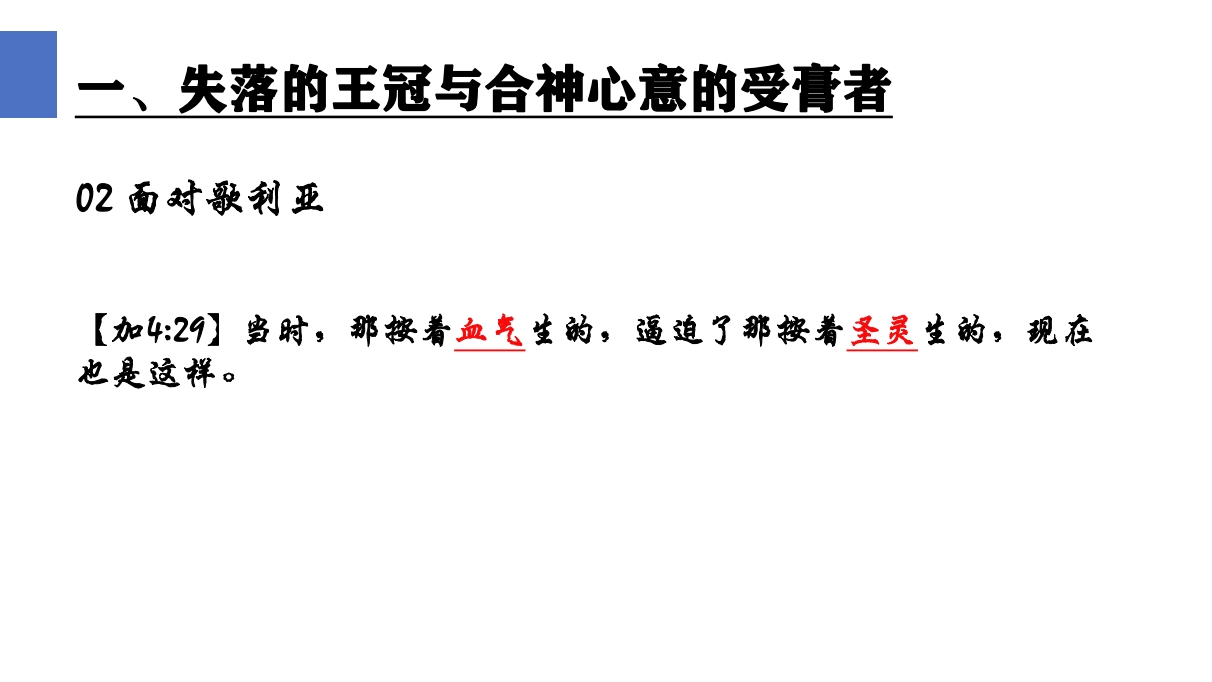 一、失落的王冠与合神心意的受膏者
02 面对歌利亚
【加4:29】当时，那按着血气生的，逼迫了那按着圣灵生的，现在
也是这样。